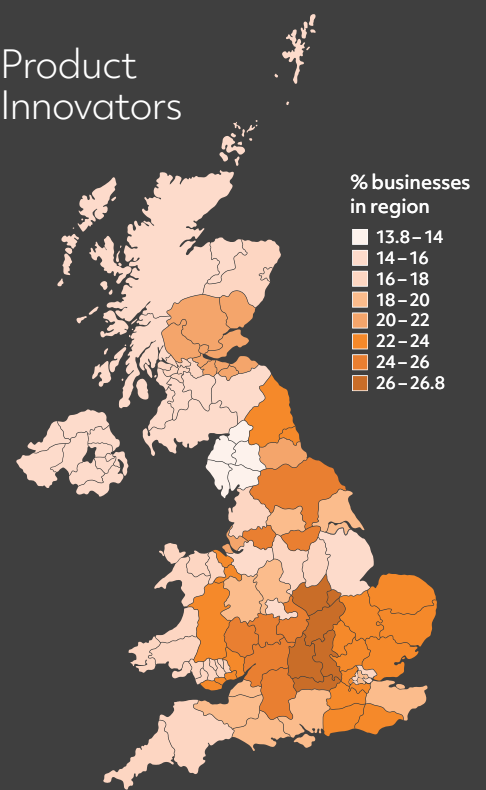 Product
Innovators
% businesses
in region
13.8–14
14–16
16–18
18–20
20–22
22–24
24–26
26–26.8